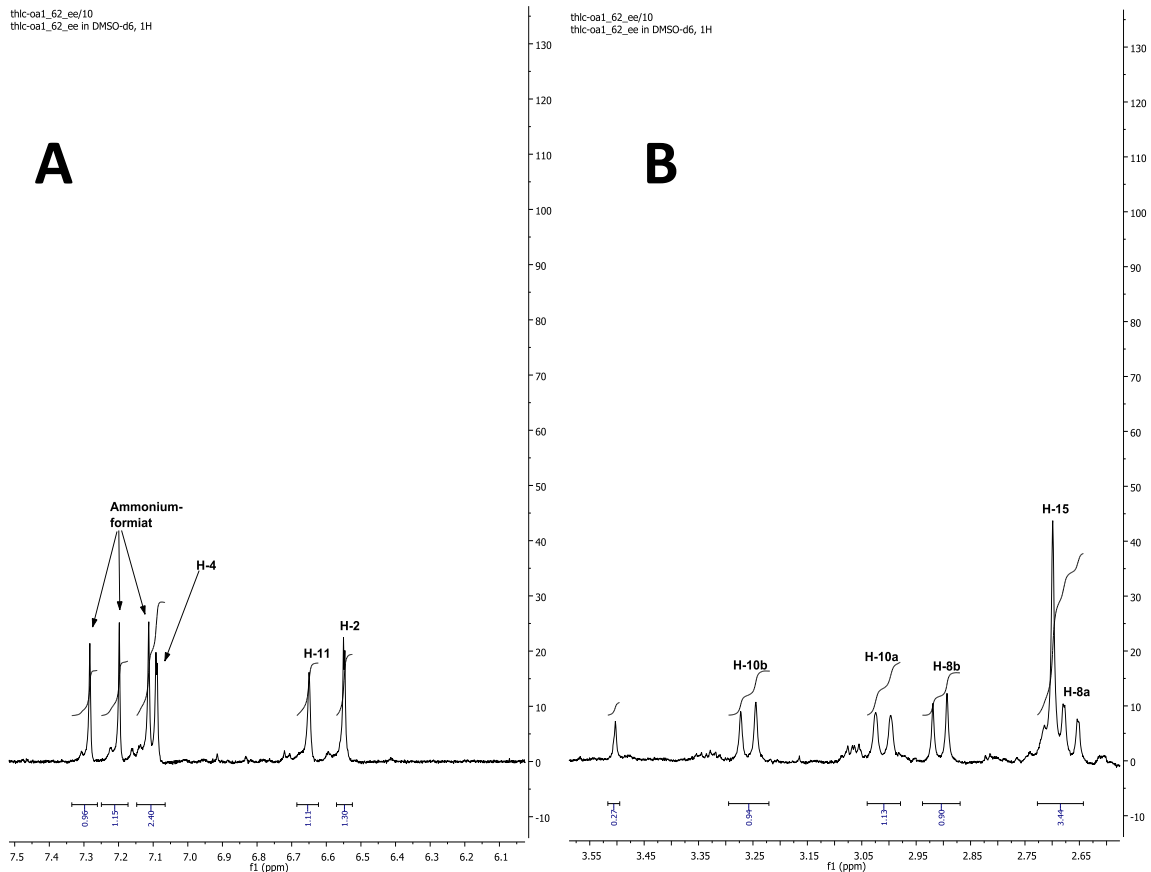 thlc-oa1_62_ee/10
thlc-oa1_62_ee in DMSO-d6, 1H
A
Ammonium-
formiat
H-4
H-11
H-2
130
120
110
100
90
80
70
60
50
40
30
20
10
0
-10
0.96
1.15
2.40
1.11
1.30
7.5 7.3 7.2 7.1 7.0 6.9 6.8 6.7 6.6 6.5 6.4 6.3 6.2 6.1
f1 (ppm)
thlc-oa1_62_ee/10
thlc-oa1_62_ee in DMSO-d6, 1H
B
H-15
H-10b
H-10a
H-8b
H-8a
130
120
110
100
90
80
70
60
50
40
30
20
10
0
-10
0.27
0.94
1.13
0.90
3.44
3.55 3.45 3.35 3.25 3.15 3.05 2.95 2.85 2.75 2.65
f1 (ppm)